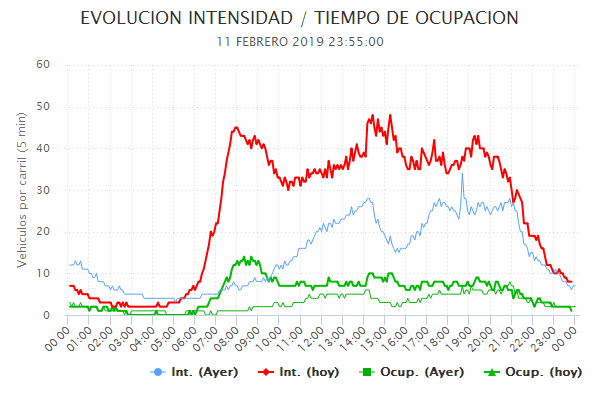 EVOLUCION INTENSIDAD / TIEMPO DE OCUPACION
11 FEBRERO 2019 23:55:00
Vehiculos por carril (5 min)
60
50
40
30
20
10
0
00:00 01:00 02:00 03:00 04:00 05:00 06:00 07:00 08:00 09:00 10:00 11:00 12:00 13:00 14:00 15:00 16:00 17:00 18:00 19:00 20:00 21:00 22:00 23:00 00:00
Int. (Ayer) Int. (hoy) Ocup. (Ayer) Ocup. (hoy)